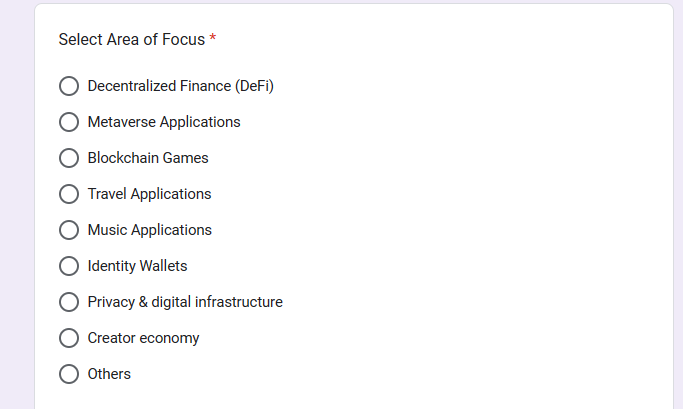 Select Area of Focus *
Decentralized Finance (DeFi)
Metaverse Applications
Blockchain Games
Travel Applications
Music Applications
Identity Wallets
Privacy & digital infrastructure
Creator economy
Others